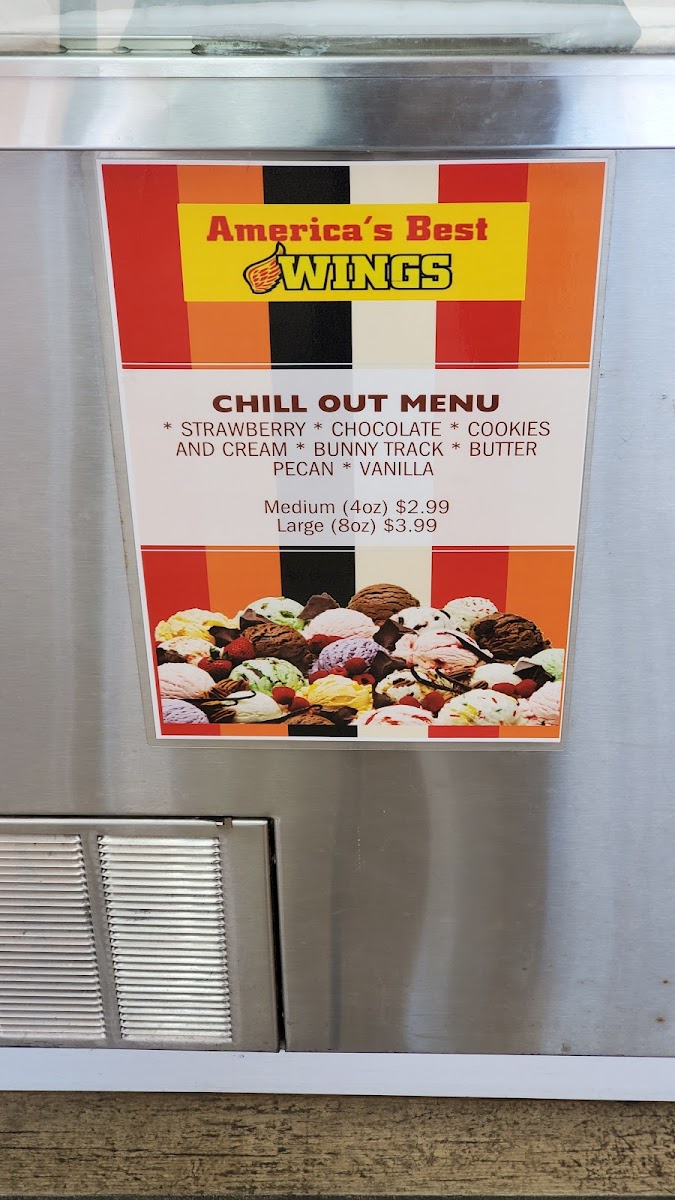 America's Best
WINGS
CHILL OUT MENU
* STRAWBERRY * CHOCOLATE * COOKIES
AND CREAM * BUNNY TRACK * BUTTER
PECAN * VANILLA
Medium (4oz) $2.99
Large (8oz) $3.99